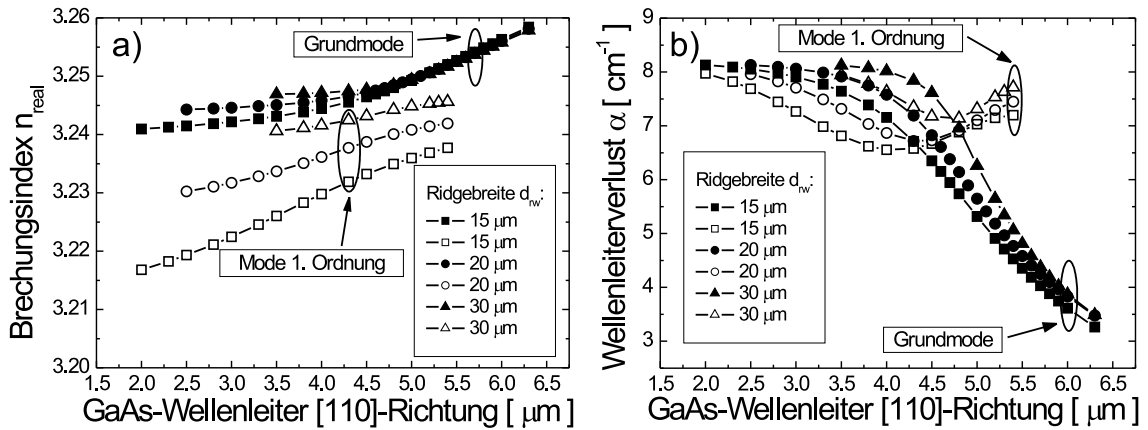 a)
Grundmode
Mode 1. Ordnung
Ridgebreite d_rw:
15 µm
15 µm
20 µm
20 µm
30 µm
30 µm
Brechungsindex n_real
3.26
3.25
3.24
3.23
3.22
3.21
3.20
1.5 2.0 2.5 3.0 3.5 4.0 4.5 5.0 5.5 6.0 6.5
GaAs-Wellenleiter [110]-Richtung [ µm]
b)
Mode 1. Ordnung
Ridgebreite d_rw:
15 µm
15 µm
20 µm
20 µm
30 µm
30 µm
Grundmode
Wellenleiterverlust α [ cm⁻¹]
9
8
7
6
5
4
3
1.5 2.0 2.5 3.0 3.5 4.0 4.5 5.0 5.5 6.0 6.5
GaAs-Wellenleiter [110]-Richtung [ µm]